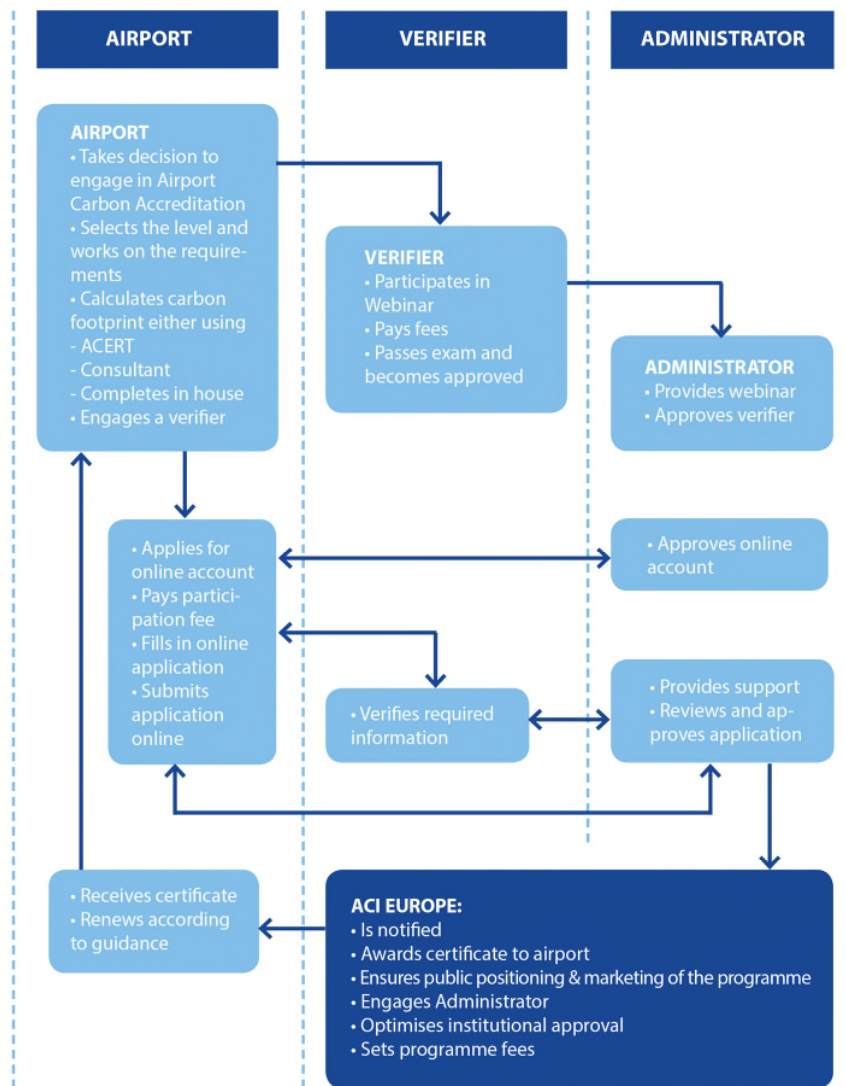 AIRPORT
VERIFIER
ADMINISTRATOR
AIRPORT
• Takes decision to
engage in Airport
Carbon Accreditation
• Selects the level and
works on the require-
ments
• Calculates carbon
footprint either using
- ACERT
- Consultant
- Completes in house
• Engages a verifier
VERIFIER
• Participates in
Webinar
• Pays fees
• Passes exam and
becomes approved
ADMINISTRATOR
• Provides webinar
• Approves verifier
• Applies for
online account
• Pays partici-
pation fee
• Fills in online
application
• Submits
application
online
• Approves online
account
• Verifies required
information
• Provides support
• Reviews and ap-
proves application
• Receives certificate
• Renews according
to guidance
ACI EUROPE:
• Is notified
• Awards certificate to airport
• Ensures public positioning & marketing of the programme
• Engages Administrator
• Optimises institutional approval
• Sets programme fees